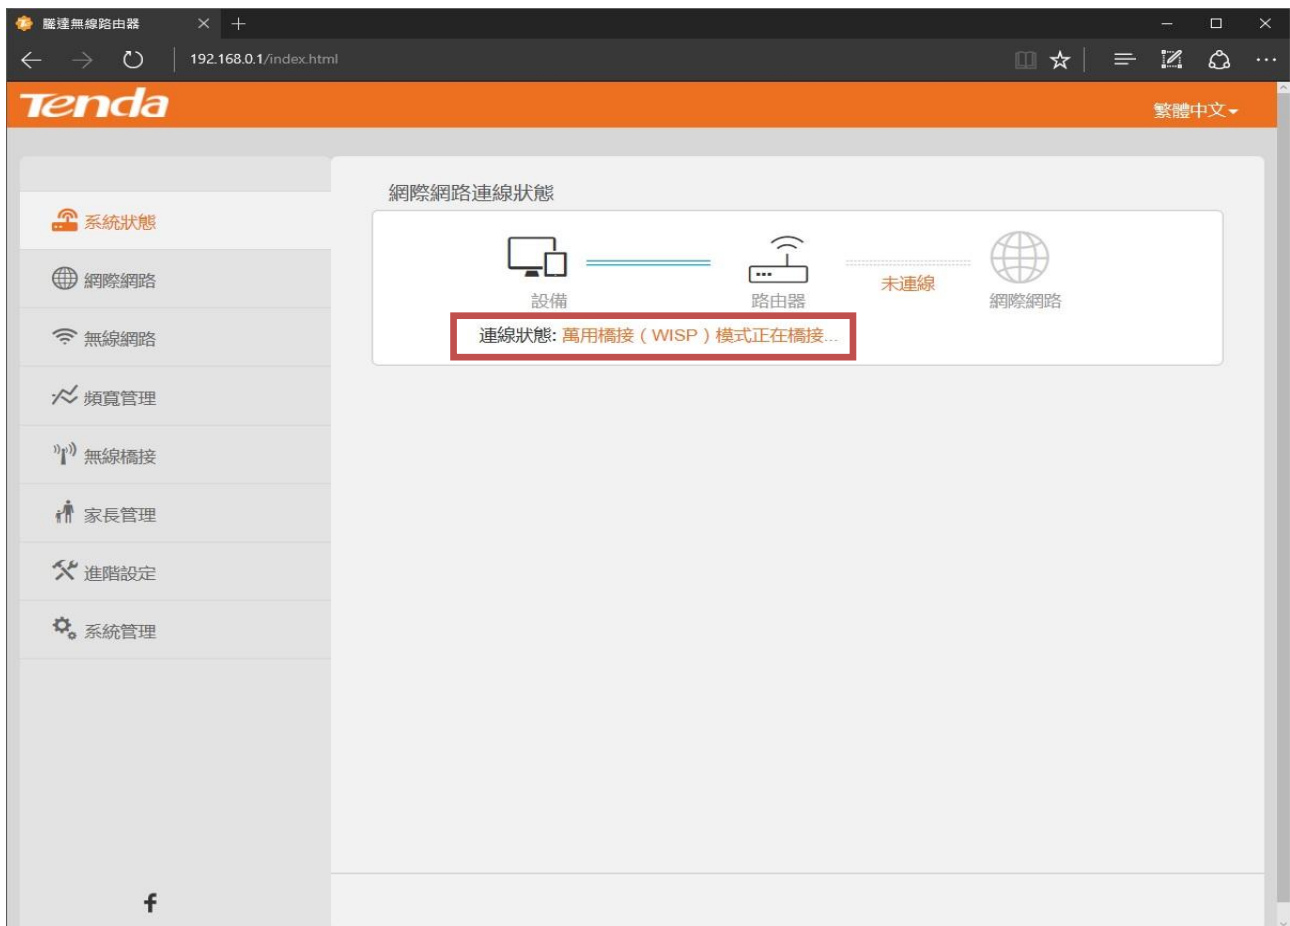 騰達無線路由器
192.168.0.1/index.html
Tenda
繁體中文
系統狀態
網際網路
無線網路
頻寬管理
無線橋接
家長管理
進階設定
系統管理
網際網路連線狀態
設備
路由器
未連線
網際網路
連線狀態: 萬用橋接 ( WISP ) 模式正在橋接...
f